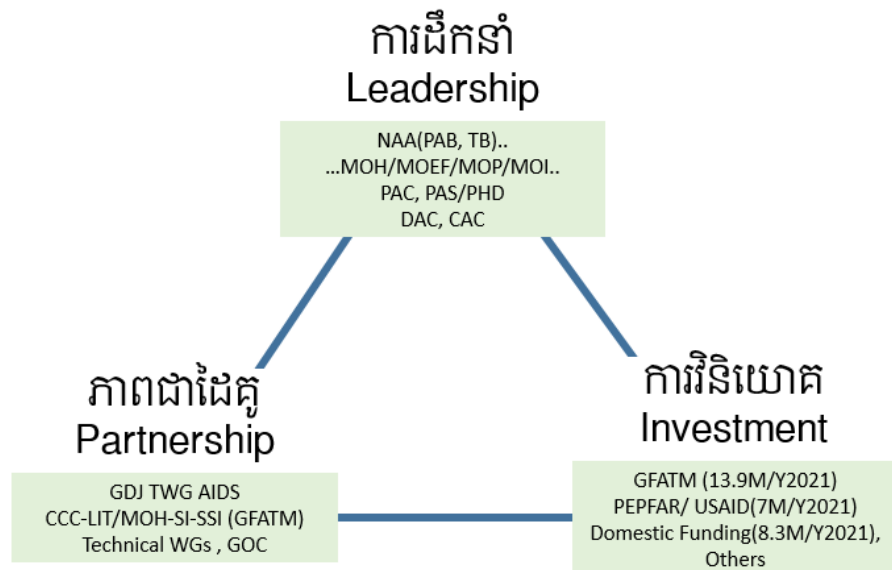 ការដឹកនាំ
Leadership
NAA(PAB, TB)..
...MOH/MOEF/MOP/MOI..
PAC, PAS/PHD
DAC, CAC
ភាពជាដៃគូ
Partnership
GDJ TWG AIDS
CCC-LIT/MOH-SI-SSI (GFATM)
Technical WGs , GOC
ការវិនិយោគ
Investment
GFATM (13.9M/Y2021)
PEPFAR/ USAID(7M/Y2021)
Domestic Funding(8.3M/Y2021),
Others